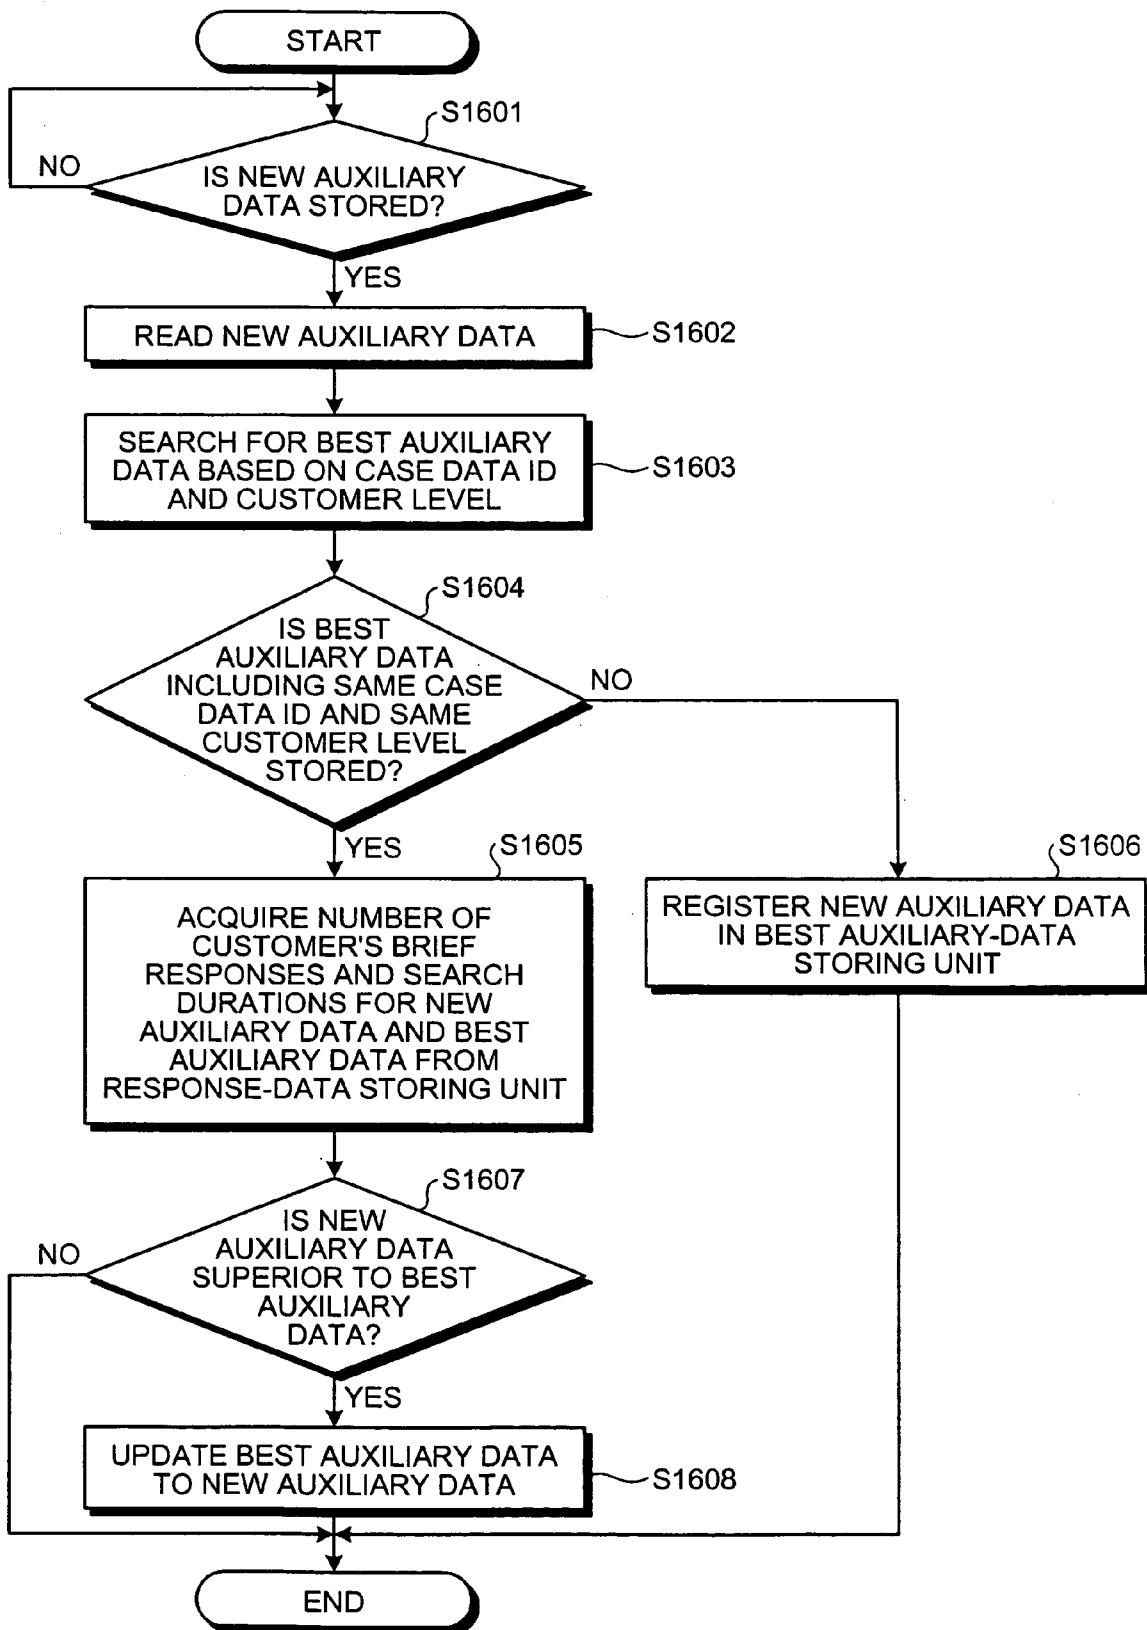 START
S1601
NO
IS NEW AUXILIARY
DATA STORED?
YES
READ NEW AUXILIARY DATA
S1602
SEARCH FOR BEST AUXILIARY
DATA BASED ON CASE DATA ID
AND CUSTOMER LEVEL
S1603
S1604
IS BEST
AUXILIARY DATA
INCLUDING SAME CASE
DATA ID AND SAME
CUSTOMER LEVEL
STORED?
NO
YES
S1605
ACQUIRE NUMBER OF
CUSTOMER'S BRIEF
RESPONSES AND SEARCH
DURATIONS FOR NEW
AUXILIARY DATA AND BEST
AUXILIARY DATA FROM
RESPONSE-DATA STORING UNIT
S1606
REGISTER NEW AUXILIARY DATA
IN BEST AUXILIARY-DATA
STORING UNIT
S1607
NO
IS NEW
AUXILIARY DATA
SUPERIOR TO BEST
AUXILIARY
DATA?
YES
UPDATE BEST AUXILIARY DATA
TO NEW AUXILIARY DATA
S1608
END